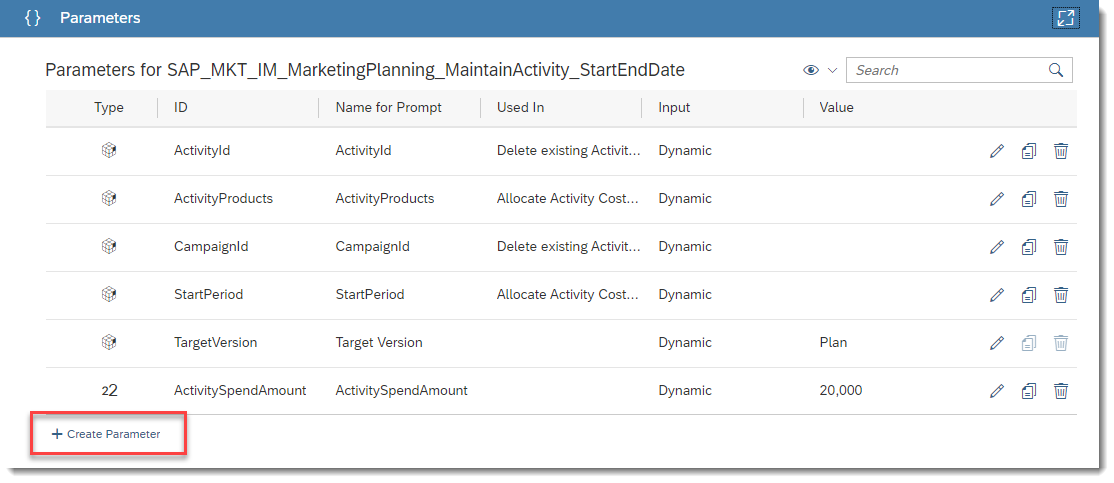 { } Parameters
Parameters for SAP_MKT_IM_MarketingPlanning_MaintainActivity_StartEndDate Search
Type ID Name for Prompt Used In Input Value
ActivityId ActivityId Delete existing Activit... Dynamic
ActivityProducts ActivityProducts Allocate Activity Cost... Dynamic
CampaignId CampaignId Delete existing Activit... Dynamic
StartPeriod StartPeriod Allocate Activity Cost... Dynamic
TargetVersion Target Version Dynamic Plan
22 ActivitySpendAmount ActivitySpendAmount Dynamic 20,000
+ Create Parameter